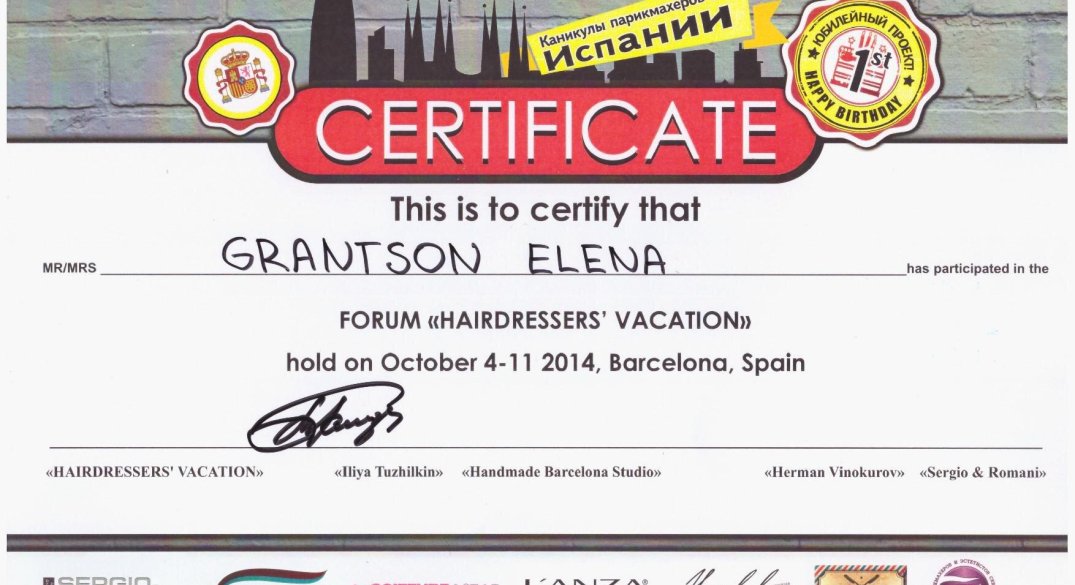 Каникулы парикмахеров
Испании
ЮБИЛЕЙНЫЙ ПРОЕКТ!
1st
HAPPY BIRTHDAY
CERTIFICATE
This is to certify that
MR/MRS GRANTSON ELENA has participated in the
FORUM «HAIRDRESSERS' VACATION»
hold on October 4-11 2014, Barcelona, Spain
«HAIRDRESSERS' VACATION» «Iliya Tuzhilkin» «Handmade Barcelona Studio» «Herman Vinokurov» «Sergio & Romani»
SERGIO L'ANZA